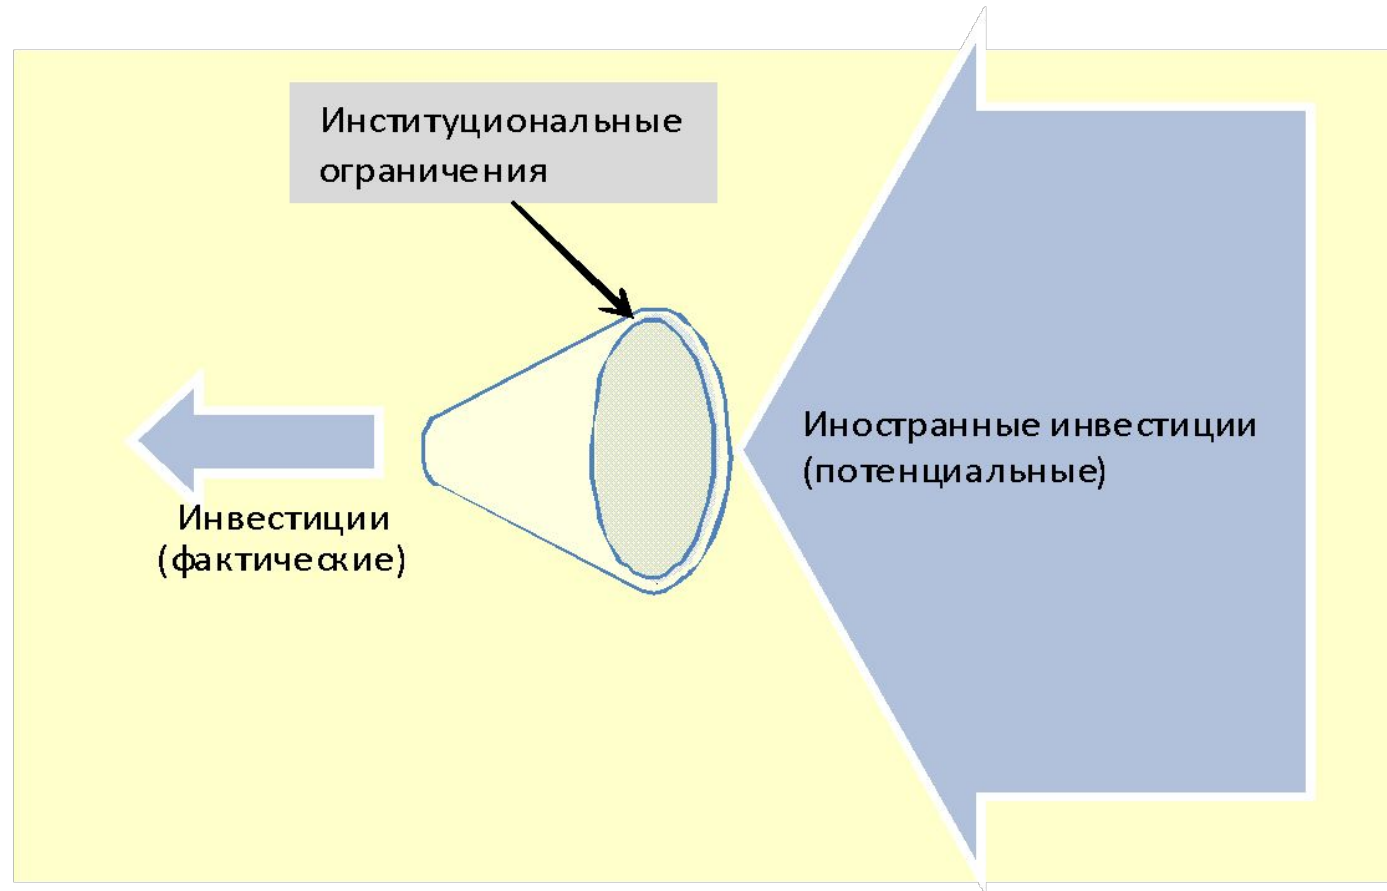 Институциональные
ограничения
Иностранные инвестиции
(потенциальные)
Инвестиции
(фактические)